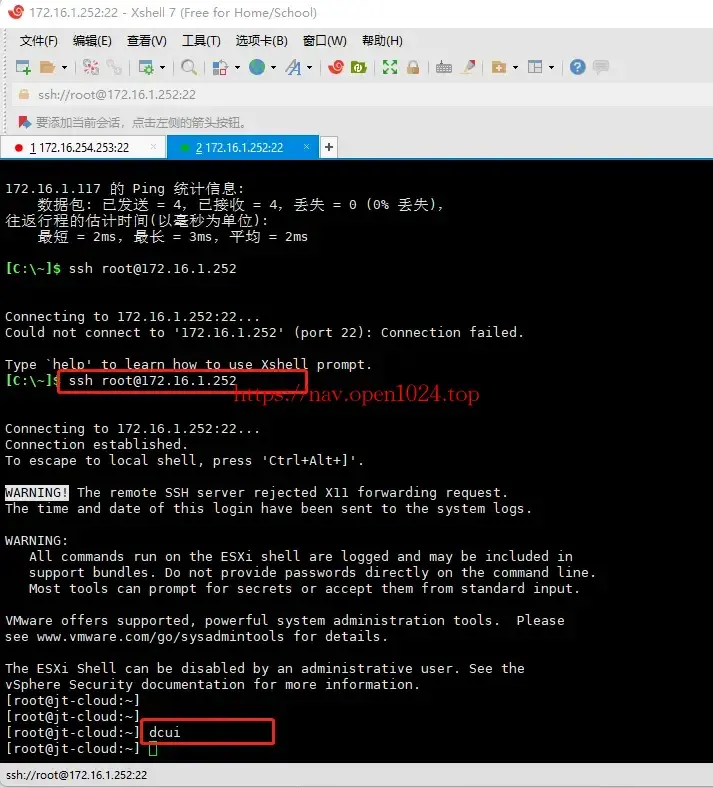 172.16.1.252:22 - Xshell 7 (Free for Home/School)
文件(F) 编辑(E) 查看(V) 工具(T) 选项卡(B) 窗口(W) 帮助(H)
ssh://root@172.16.1.252:22
要添加当前会话，点击左侧的箭头按钮。
1 172.16.254.253:22 × 2 172.16.1.252:22 × +
172.16.1.117 的 Ping 统计信息:
数据包: 已发送 = 4，已接收 = 4，丢失 = 0 (0% 丢失)，
往返行程的估计时间(以毫秒为单位):
最短 = 2ms，最长 = 3ms，平均 = 2ms
[C:\~]$ ssh root@172.16.1.252
Connecting to 172.16.1.252:22...
Could not connect to '172.16.1.252' (port 22): Connection failed.
Type `help' to learn how to use Xshell prompt.
[C:\~]$ ssh root@172.16.1.252
https://nav.open1024.top
Connecting to 172.16.1.252:22...
Connection established.
To escape to local shell, press 'Ctrl+Alt+]'.
WARNING! The remote SSH server rejected X11 forwarding request.
The time and date of this login have been sent to the system logs.
WARNING:
All commands run on the ESXi shell are logged and may be included in
support bundles. Do not provide passwords directly on the command line.
Most tools can prompt for secrets or accept them from standard input.
VMware offers supported, powerful system administration tools. Please
see www.vmware.com/go/sysadmintools for details.
The ESXi Shell can be disabled by an administrative user. See the
vSphere Security documentation for more information.
[root@jt-cloud:~]
[root@jt-cloud:~]
[root@jt-cloud:~] dcui
[root@jt-cloud:~]
ssh://root@172.16.1.252:22